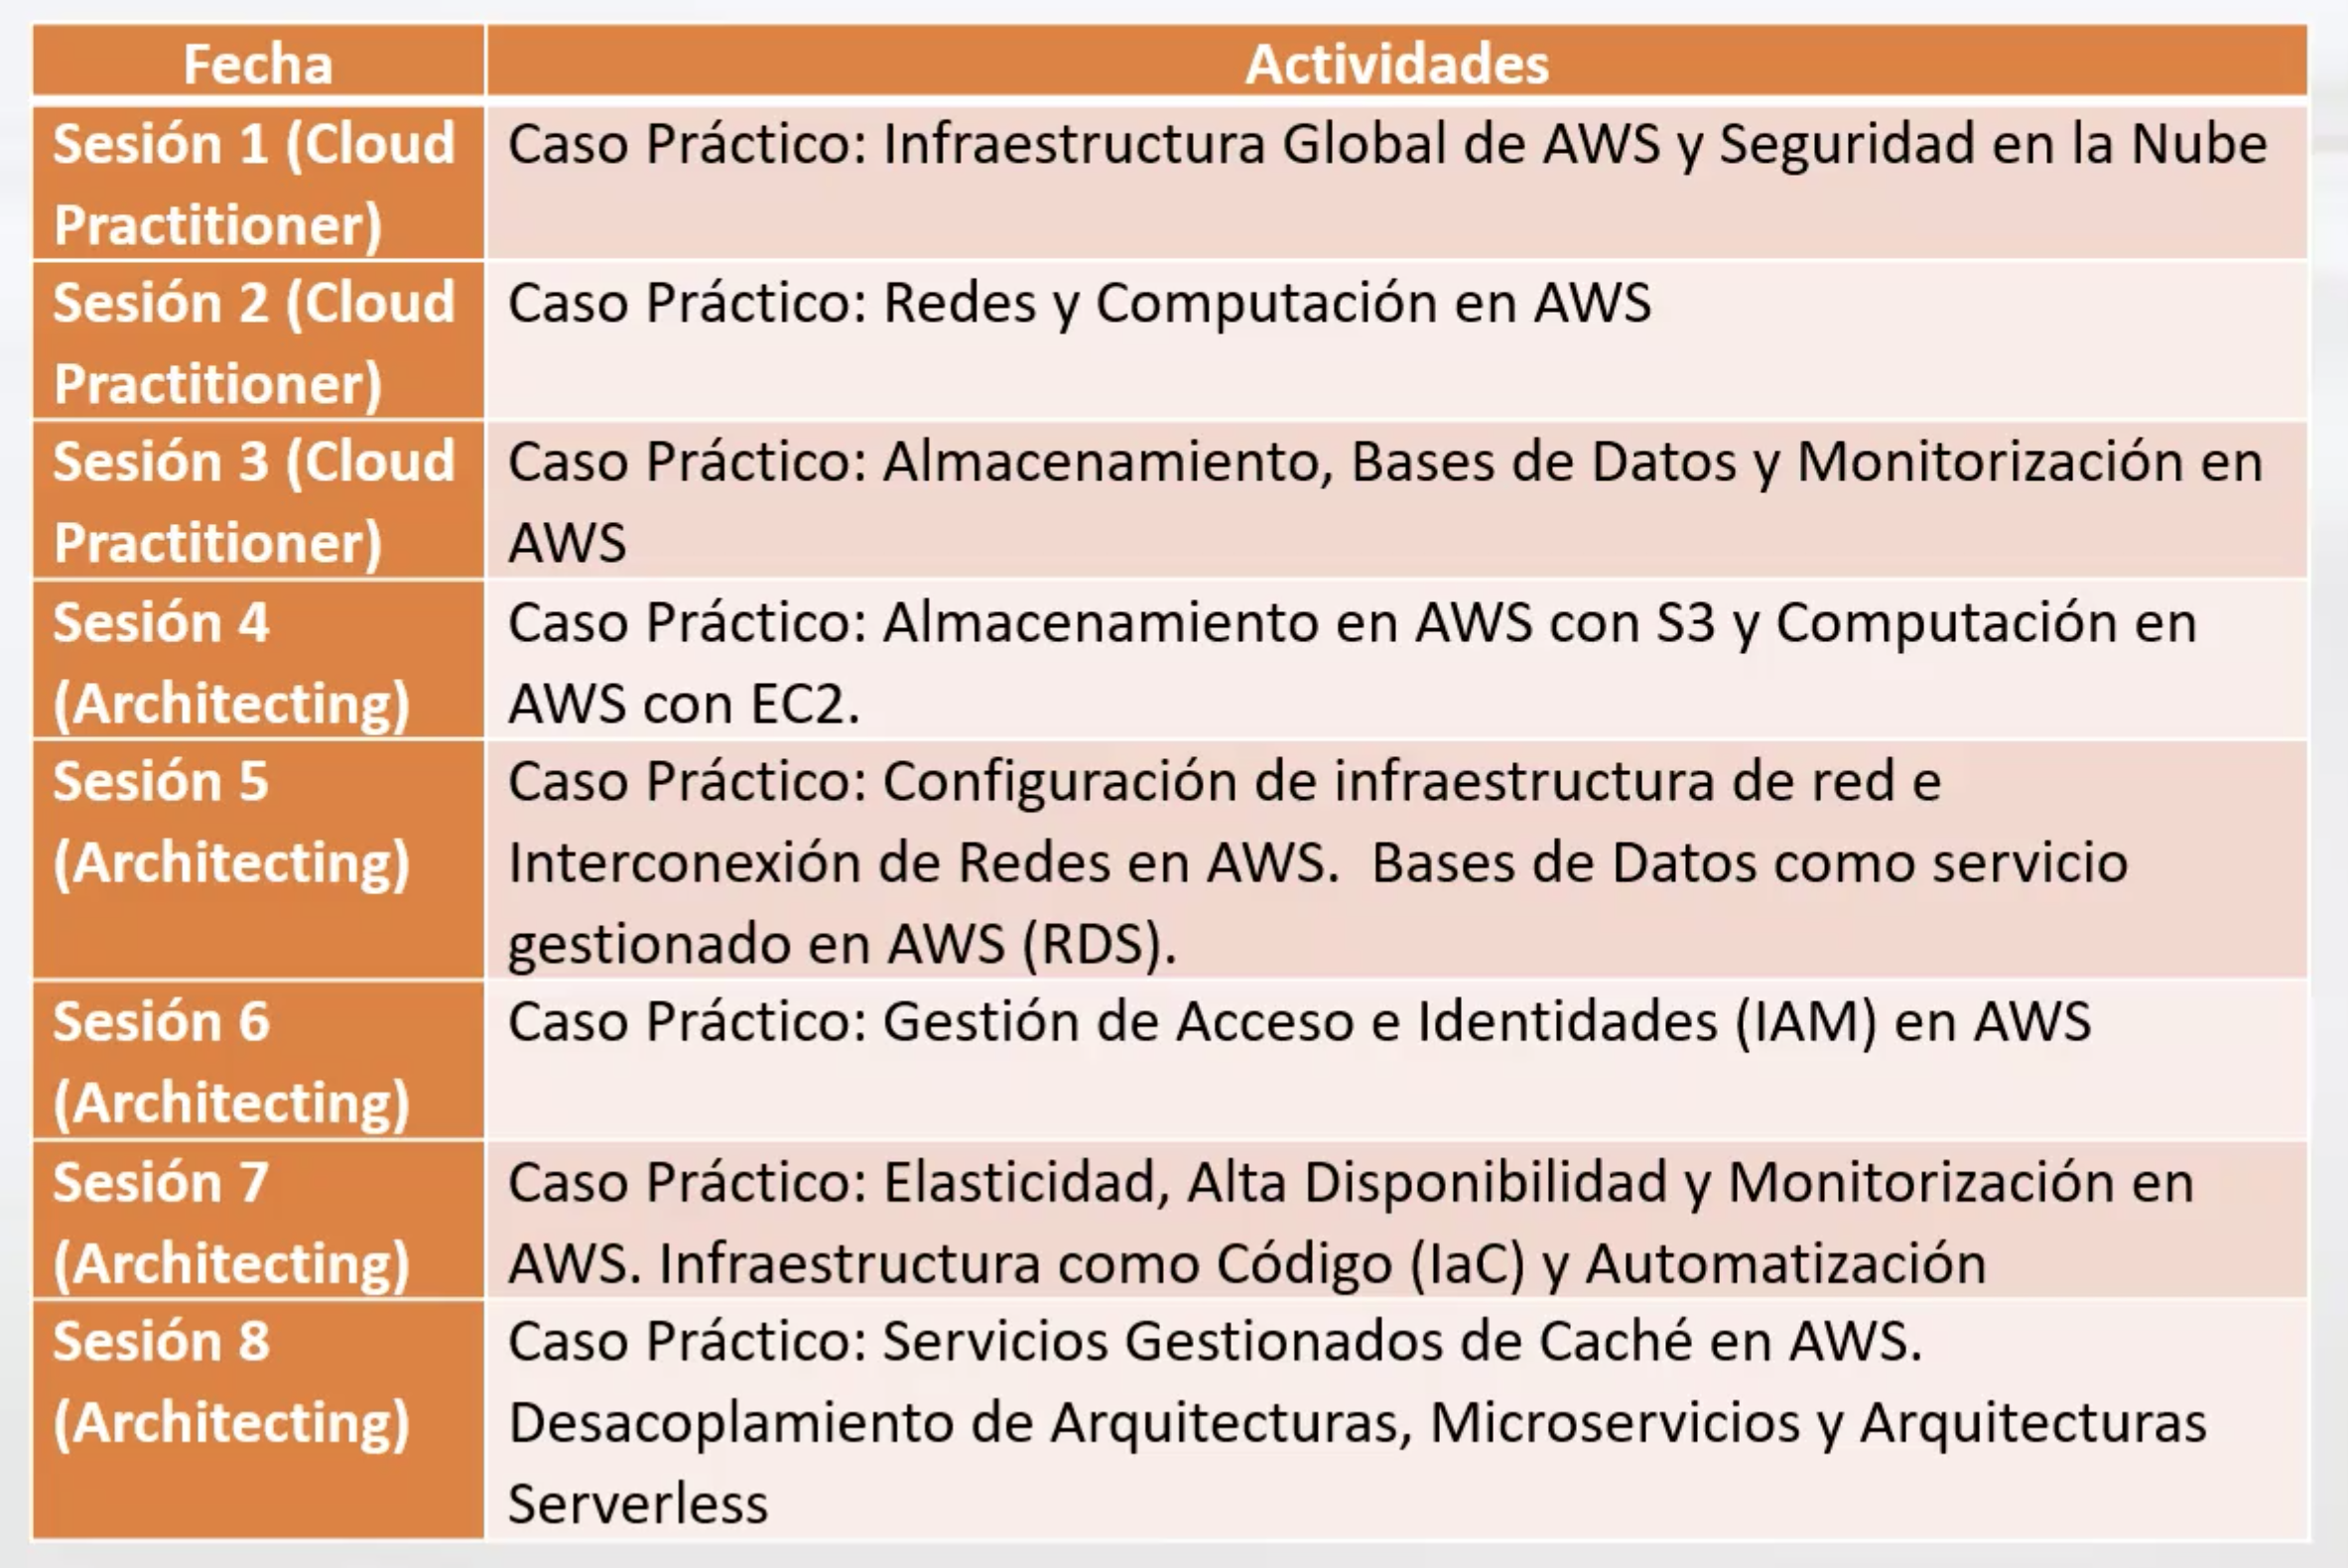 Fecha
Actividades
Sesión 1 (Cloud
Practitioner)
Caso Práctico: Infraestructura Global de AWS y Seguridad en la Nube
Sesión 2 (Cloud
Practitioner)
Caso Práctico: Redes y Computación en AWS
Sesión 3 (Cloud
Practitioner)
Caso Práctico: Almacenamiento, Bases de Datos y Monitorización en
AWS
Sesión 4
(Architecting)
Caso Práctico: Almacenamiento en AWS con S3 y Computación en
AWS con EC2.
Sesión 5
(Architecting)
Caso Práctico: Configuración de infraestructura de red e
Interconexión de Redes en AWS.  Bases de Datos como servicio
gestionado en AWS (RDS).
Sesión 6
(Architecting)
Caso Práctico: Gestión de Acceso e Identidades (IAM) en AWS
Sesión 7
(Architecting)
Caso Práctico: Elasticidad, Alta Disponibilidad y Monitorización en
AWS. Infraestructura como Código (IaC) y Automatización
Sesión 8
(Architecting)
Caso Práctico: Servicios Gestionados de Caché en AWS.
Desacoplamiento de Arquitecturas, Microservicios y Arquitecturas
Serverless